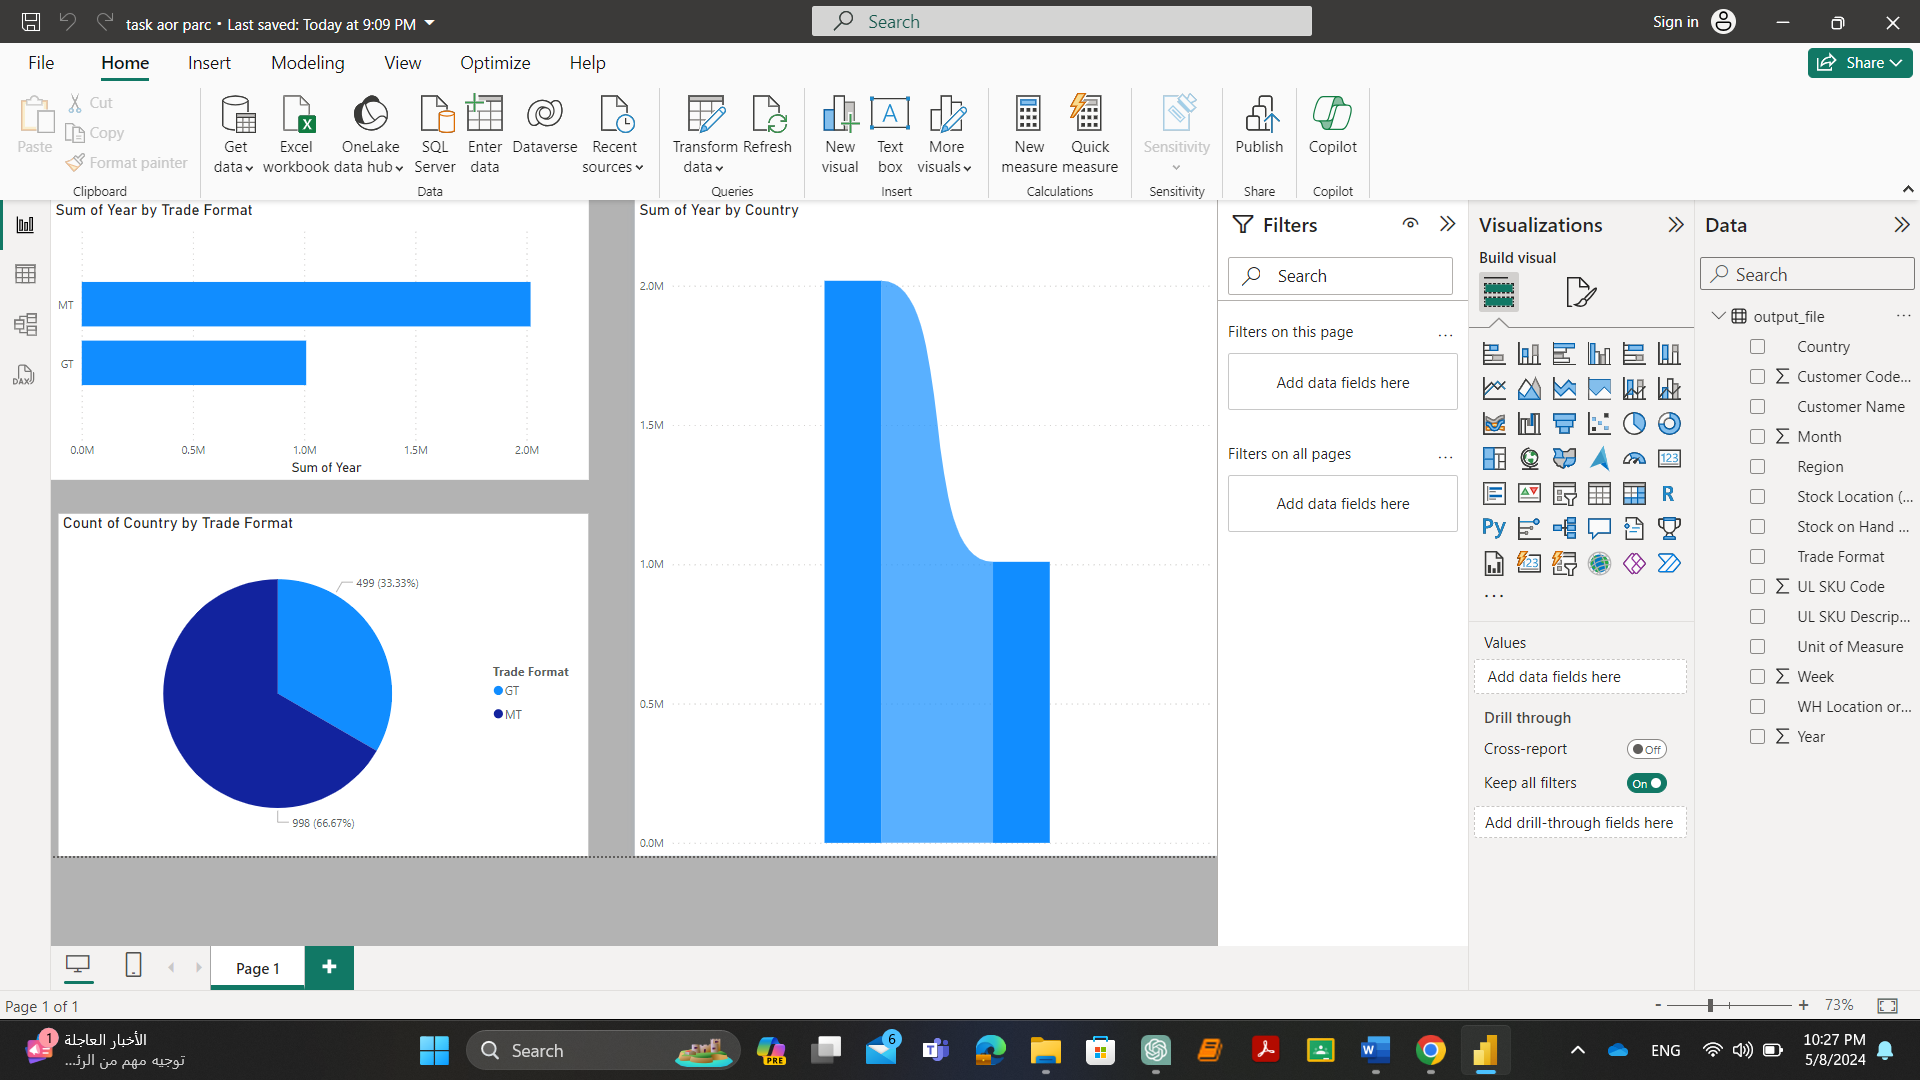 task aor parc • Last saved: Today at 9:09 PM
Search
Sign in
File
Home
Insert
Modeling
View
Optimize
Help
Share
Paste
Cut
Copy
Format painter
Clipboard
Get data
Excel workbook
OneLake data hub
SQL Server
Enter data
Dataverse
Recent sources
Data
Transform data
Refresh
Queries
New visual
Text box
More visuals
Insert
New measure
Quick measure
Calculations
Sensitivity
Sensitivity
Publish
Share
Copilot
Copilot
Sum of Year by Trade Format
MT
GT
0.0M 0.5M 1.0M 1.5M 2.0M
Sum of Year
Count of Country by Trade Format
499 (33.33%)
998 (66.67%)
Trade Format
GT
MT
Sum of Year by Country
2.0M
1.5M
1.0M
0.5M
0.0M
Filters
Search
Filters on this page
...
Add data fields here
Filters on all pages
...
Add data fields here
Visualizations
Build visual
123
R
Py
123
...
Values
Add data fields here
Drill through
Cross-report
Off
Keep all filters
On
Add drill-through fields here
Data
Search
output_file
...
Country
Customer Code...
Customer Name
Month
Region
Stock Location (...
Stock on Hand ...
Trade Format
UL SKU Code
UL SKU Descrip...
Unit of Measure
Week
WH Location or...
Year
DAX
Page 1
+
Page 1 of 1
- + 73%
1
الأخبار العاجلة
توجيه مهم من الرئ...
Search
PRE
6
ENG
10:27 PM
5/8/2024